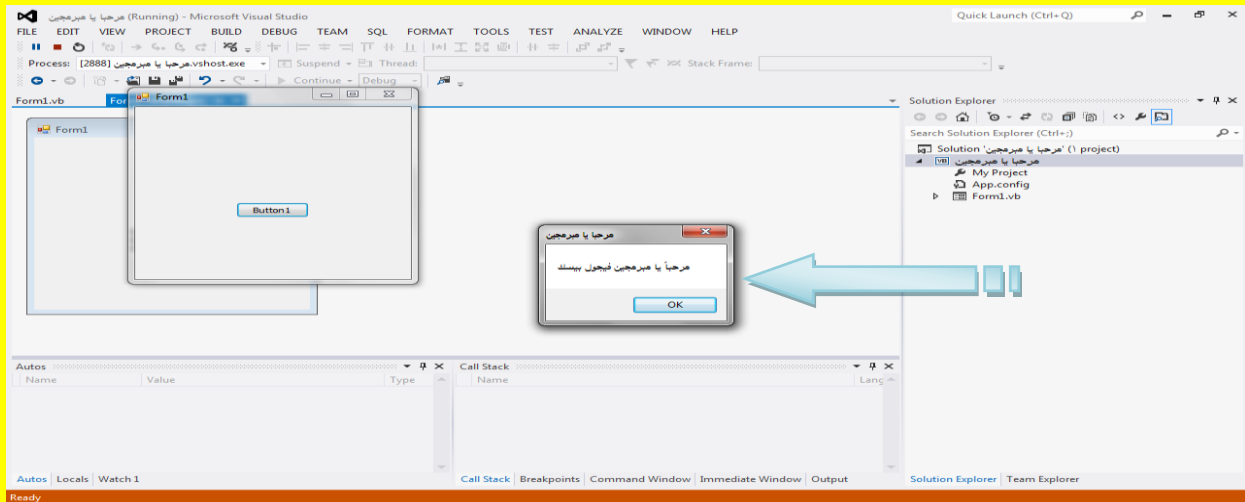 مرحبا يا مبرمجين (Running) - Microsoft Visual Studio
Quick Launch (Ctrl+Q)
FILE EDIT VIEW PROJECT BUILD DEBUG TEAM SQL FORMAT TOOLS TEST ANALYZE WINDOW HELP
Process: [2888] مرحبا يا مبرمجين.vshost.exe Suspend Thread: Stack Frame:
Continue Debug
Form1.vb For
Form1
Form1
Button1
مرحبا يا مبرمجين
مرحباً يا مبرمجين فيجول بيسك
OK
Solution Explorer
Search Solution Explorer (Ctrl+;)
Solution 'مرحبا يا مبرمجين' (١ project)
مرحبا يا مبرمجين
My Project
App.config
Form1.vb
Autos
Name Value Type
Call Stack
Name Lang
Autos Locals Watch 1
Call Stack Breakpoints Command Window Immediate Window Output
Solution Explorer Team Explorer
Ready